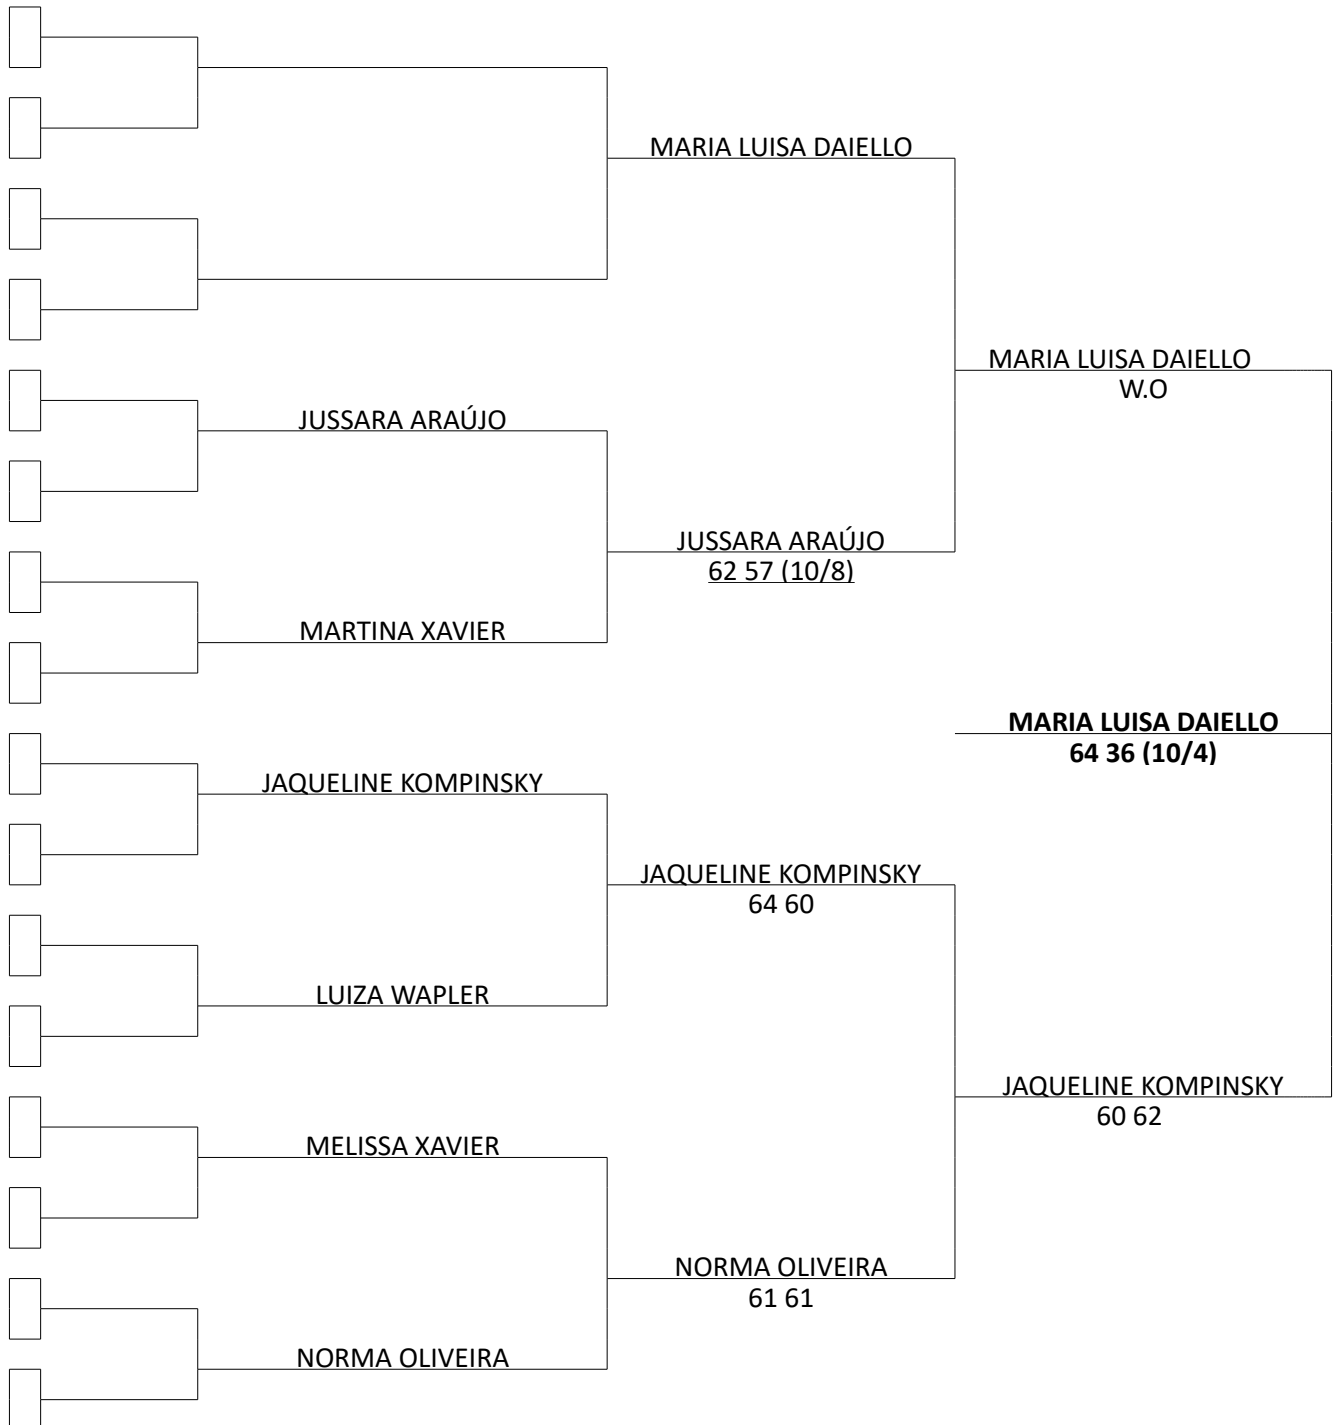 MARIA LUISA DAIELLO
MARIA LUISA DAIELLO
W.O
JUSSARA ARAÚJO
JUSSARA ARAÚJO
62 57 (10/8)
MARTINA XAVIER
MARIA LUISA DAIELLO
64 36 (10/4)
JAQUELINE KOMPINSKY
JAQUELINE KOMPINSKY
64 60
LUIZA WAPLER
JAQUELINE KOMPINSKY
60 62
MELISSA XAVIER
NORMA OLIVEIRA
61 61
NORMA OLIVEIRA